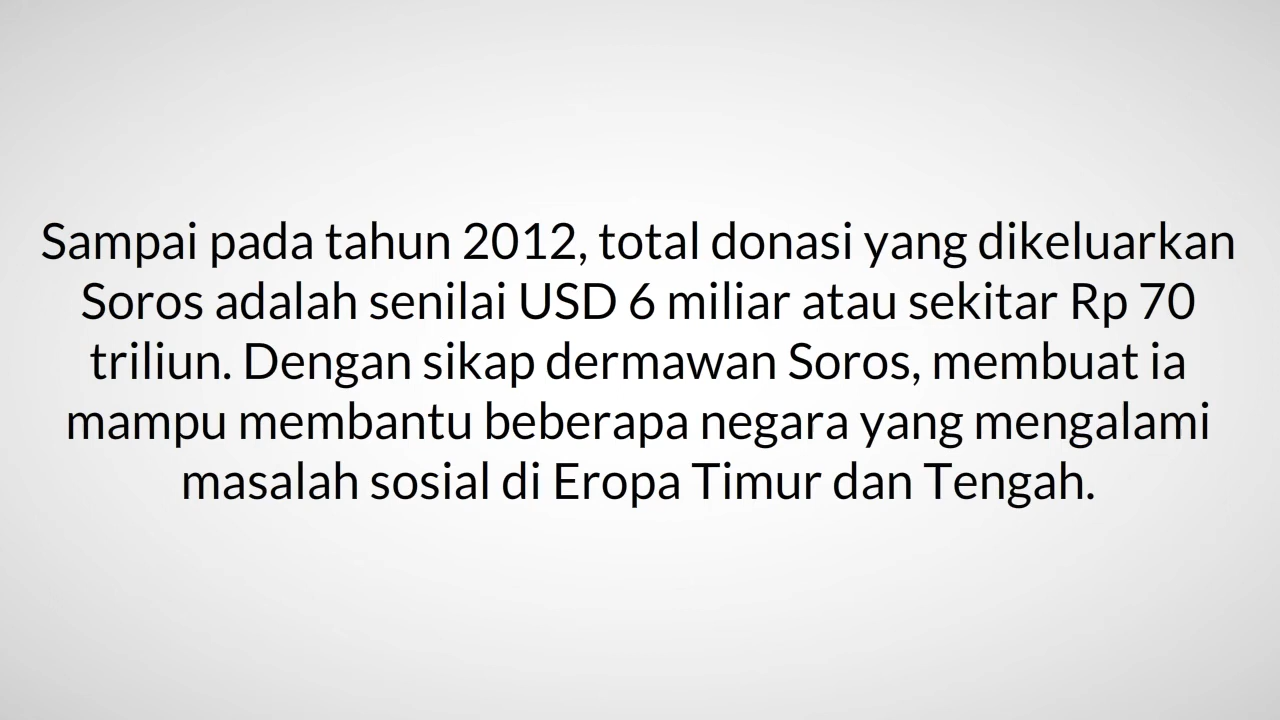 Sampai pada tahun 2012, total donasi yang dikeluarkan
Soros adalah senilai USD 6 miliar atau sekitar Rp 70
triliun. Dengan sikap dermawan Soros, membuat ia
mampu membantu beberapa negara yang mengalami
masalah sosial di Eropa Timur dan Tengah.